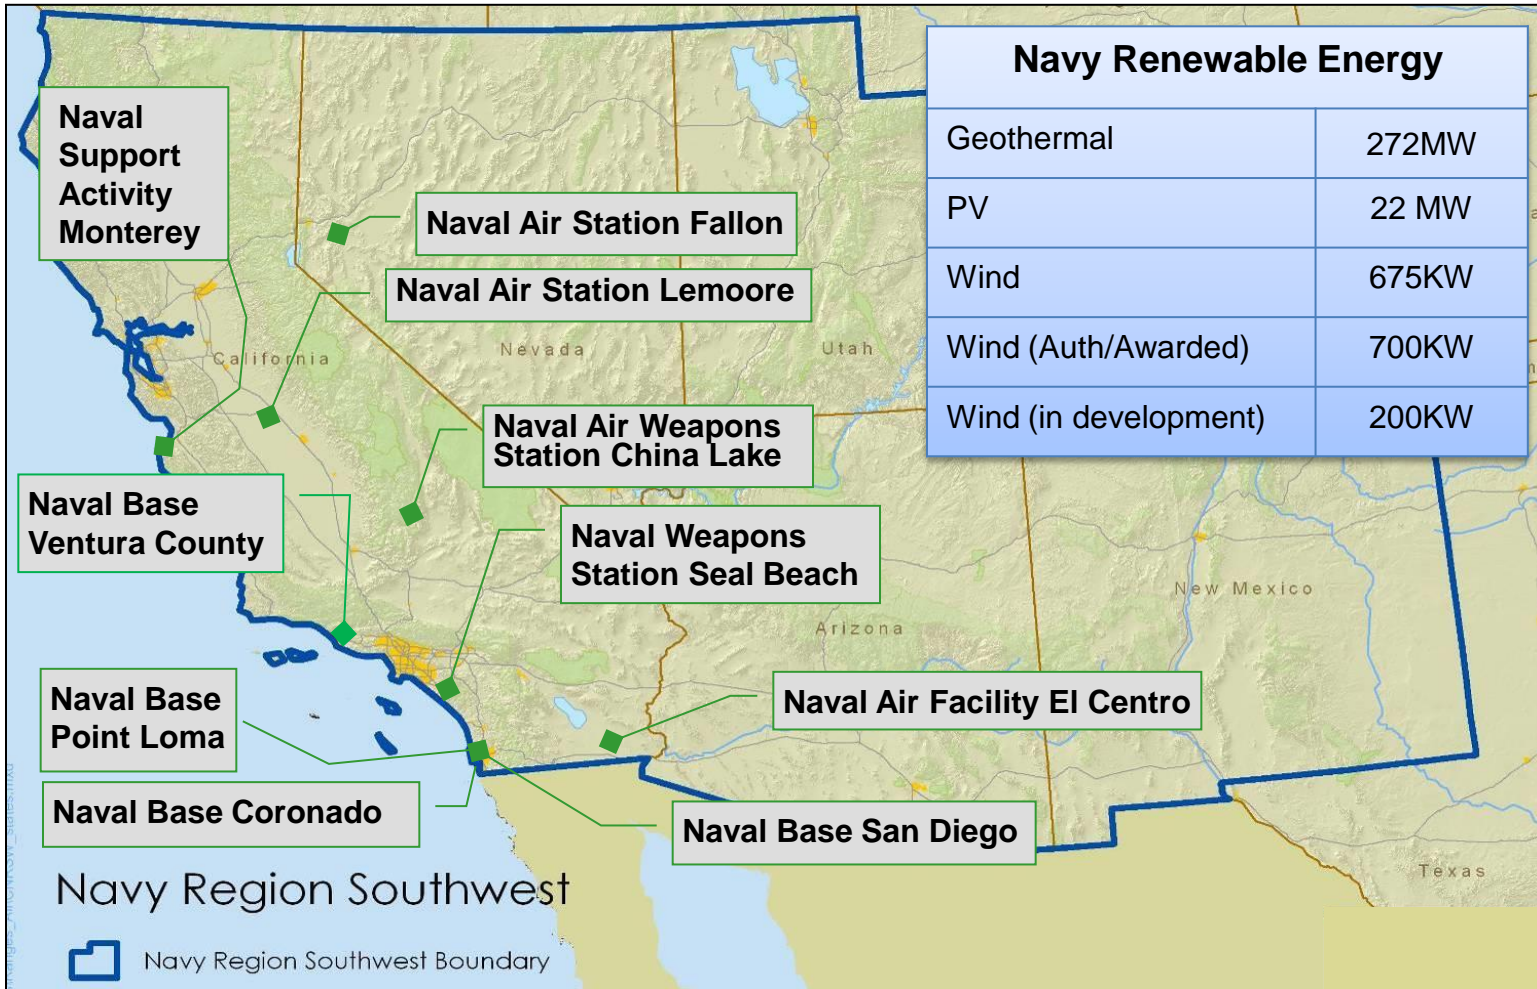 Navy Renewable Energy
Geothermal 272MW
PV 22 MW
Wind 675KW
Wind (Auth/Awarded) 700KW
Wind (in development) 200KW
Naval
Support
Activity
Monterey
Naval Air Station Fallon
Naval Air Station Lemoore
California
Nevada
Utah
Naval Air Weapons
Station China Lake
Naval Base
Ventura County
Naval Weapons
Station Seal Beach
New Mexico
Arizona
Naval Base
Point Loma
Naval Air Facility El Centro
Naval Base Coronado
Naval Base San Diego
Texas
Navy Region Southwest
Navy Region Southwest Boundary